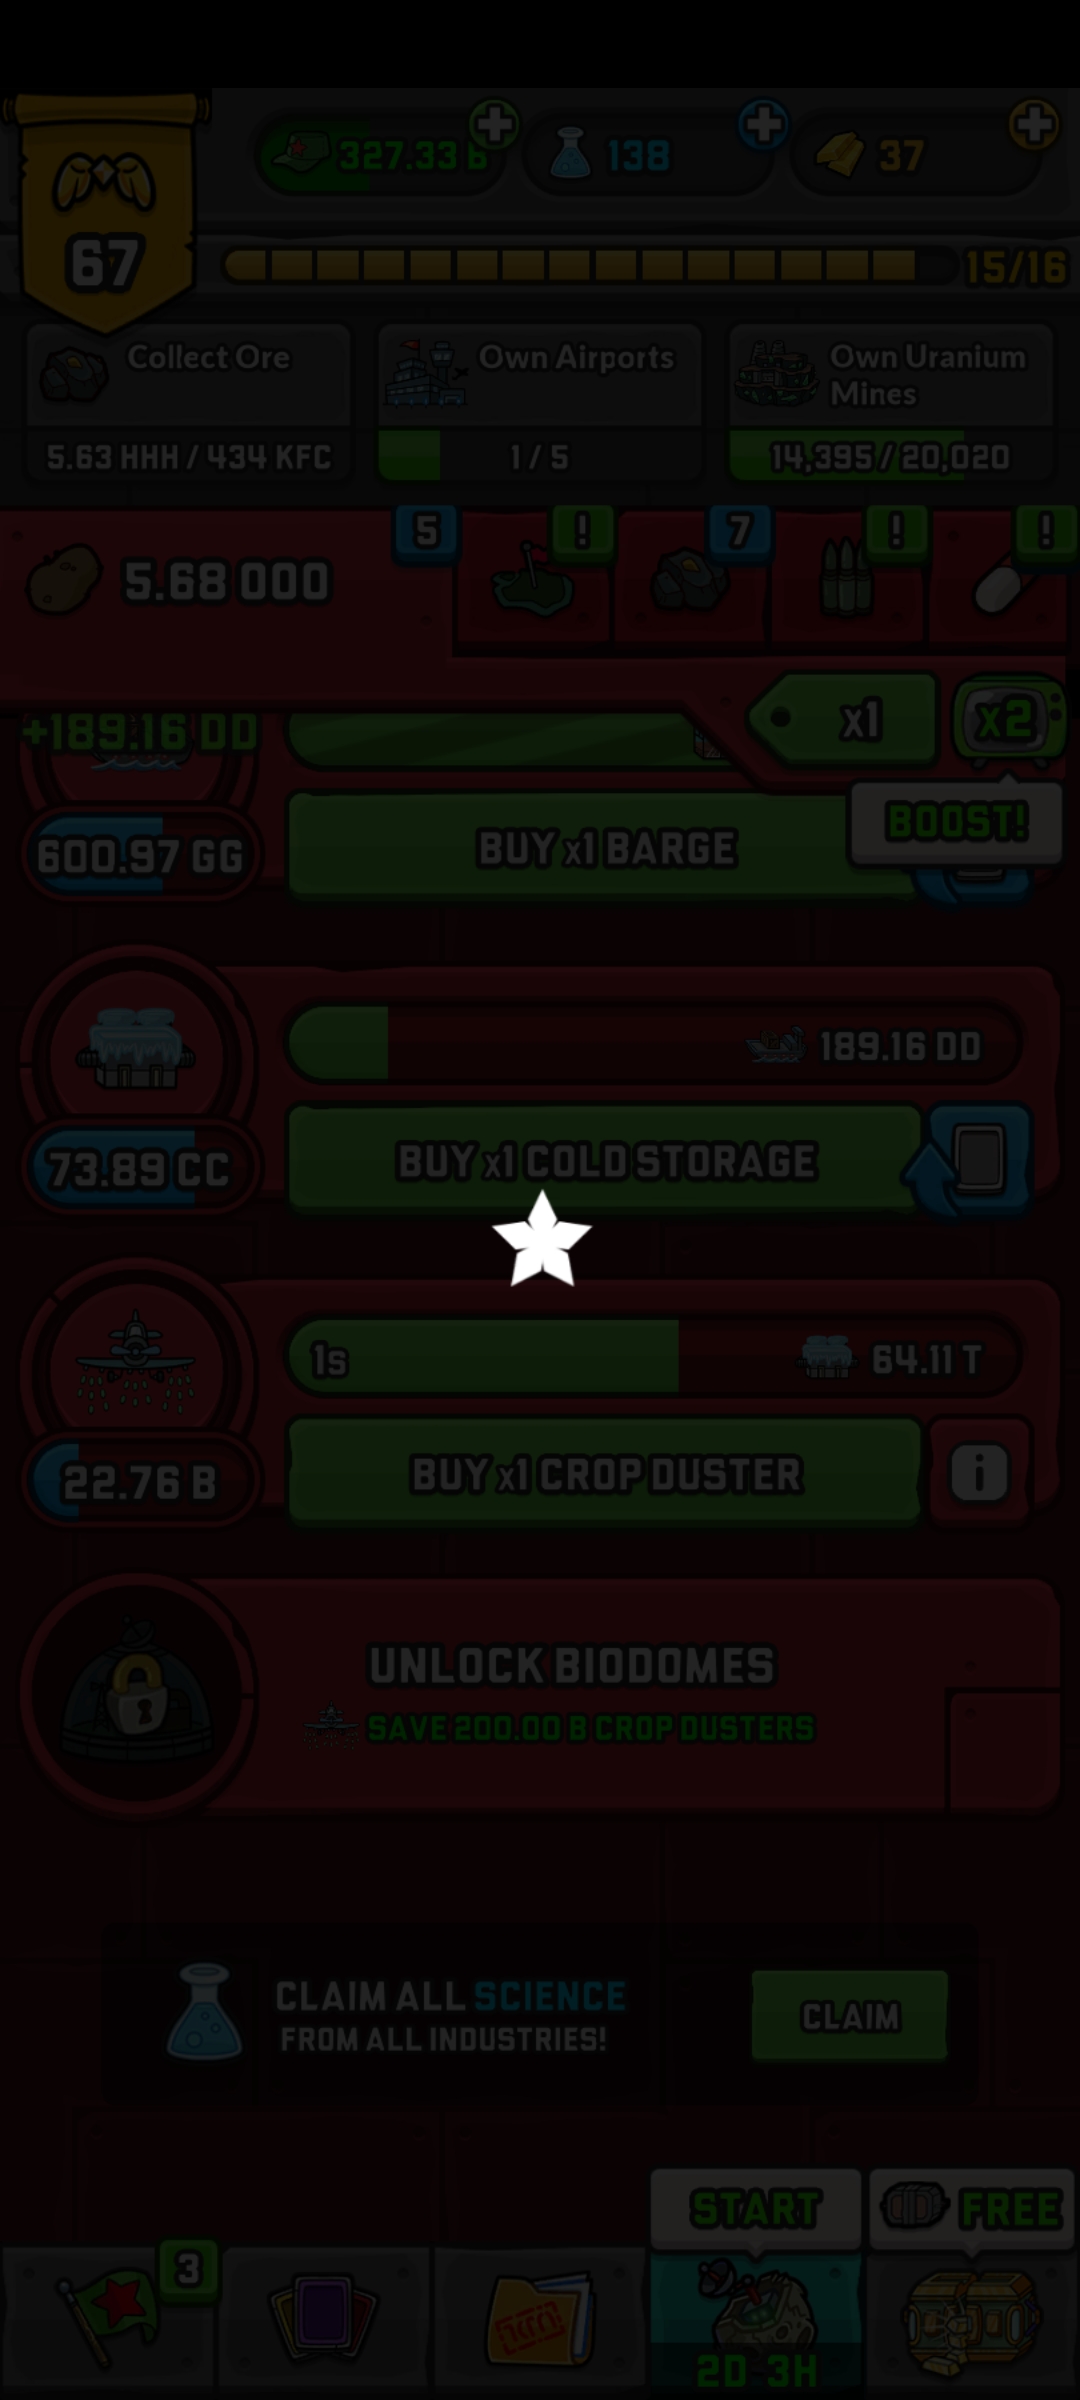 327.33 B
138
37
67
15/16
Collect Ore
5.63 HHH / 434 KFC
Own Airports
1 / 5
Own Uranium
Mines
14,395 / 20,020
5.68 OOO
5
!
7
!
!
x1
x2
BOOST!
+189.16 DD
600.97 GG
BUY x1 BARGE
189.16 DD
73.89 CC
BUY x1 COLD STORAGE
1s
64.11 T
22.76 B
BUY x1 CROP DUSTER
i
UNLOCK BIODOMES
SAVE 200.00 B CROP DUSTERS
CLAIM ALL SCIENCE
FROM ALL INDUSTRIES!
CLAIM
START
FREE
3
2D 3H